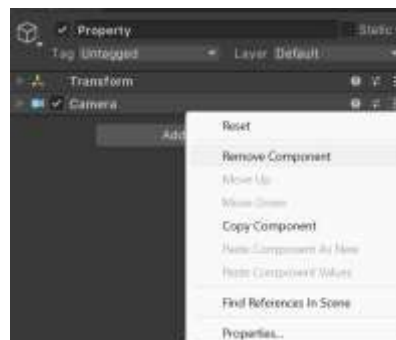 Property
Static
Tag Untagged
Layer Default
Transform
Camera
Add
Reset
Remove Component
Move Up
Move Down
Copy Component
Paste Component As New
Paste Component Values
Find References In Scene
Properties...